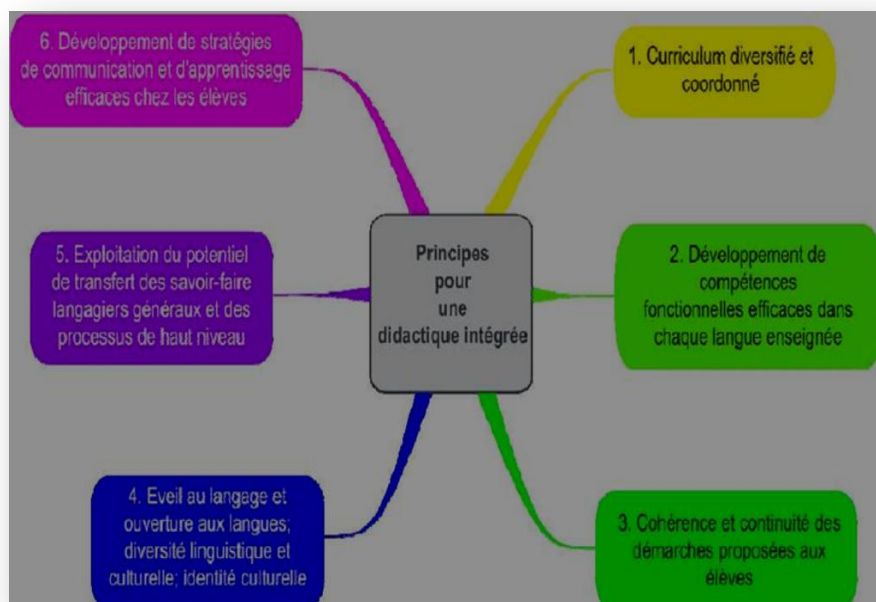 Principes
pour
une
didactique intégrée
1. Curriculum diversifié et
coordonné
2. Développement de
compétences
fonctionnelles efficaces dans
chaque langue enseignée
3. Cohérence et continuité des
démarches proposées aux
élèves
4. Eveil au langage et
ouverture aux langues;
diversité linguistique et
culturelle; identité culturelle
5. Exploitation du potentiel
de transfert des savoir-faire
langagiers généraux et des
processus de haut niveau
6. Développement de stratégies
de communication et d'apprentissage
efficaces chez les élèves